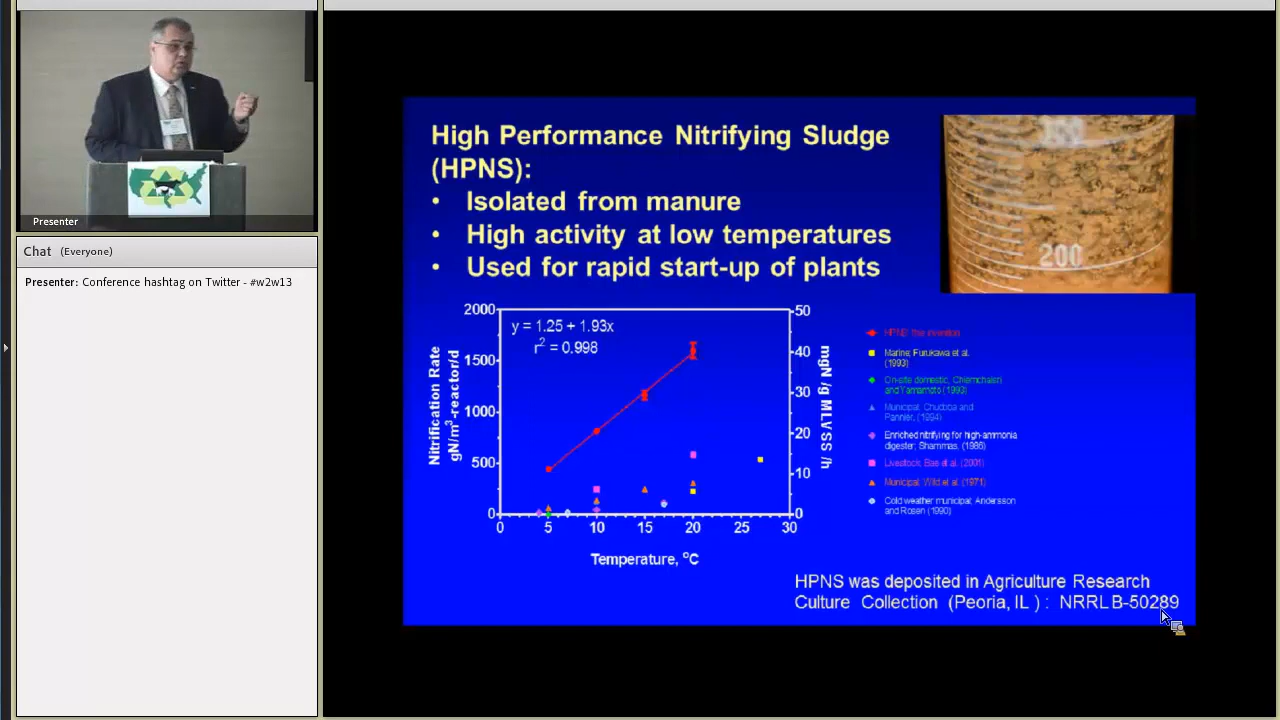 Presenter
Chat (Everyone)
Presenter: Conference hashtag on Twitter - #w2w13
High Performance Nitrifying Sludge
(HPNS):
• Isolated from manure
• High activity at low temperatures
• Used for rapid start-up of plants
200
2000
1500
1000
500
0
Nitrification Rate
gN/m³-reactor/d
y = 1.25 + 1.93x
r² = 0.998
50
40
30
20
10
0
mgN /g MLVSS /h
0 5 10 15 20 25 30
Temperature, °C
HPNS: this invention
Marine; Furukawa et al.
(1993)
On-site domestic, Chiemchaisri
and Yamamoto (1993)
Municipal; Chudoba and
Pannier, (1994)
Enriched nitrifying for high-ammonia
digester; Shammas, (1986)
Livestock; Bae et al. (2001)
Municipal; Wild et al. (1971)
Cold weather municipal; Andersson
and Rosen (1990)
HPNS was deposited in Agriculture Research
Culture Collection (Peoria, IL ) : NRRL B-50289